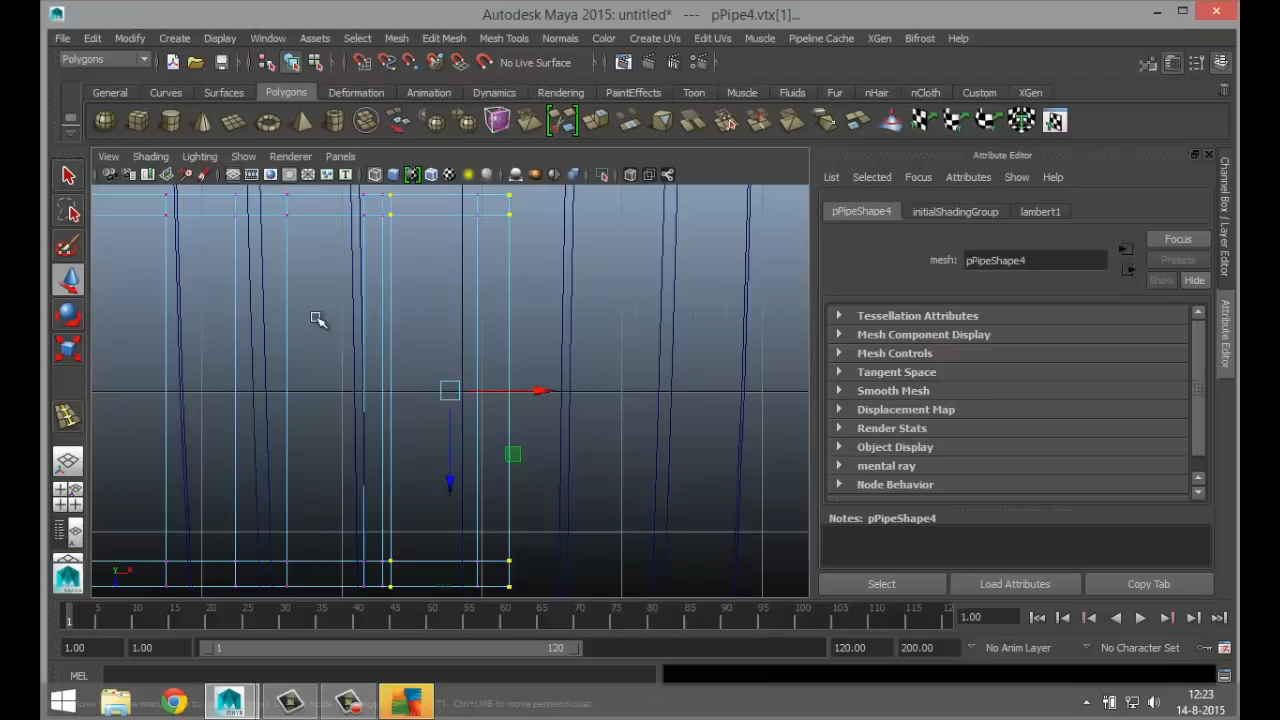 Autodesk Maya 2015: untitled* --- pPipe4.vtx[1]...
File Edit Modify Create Display Window Assets Select Mesh Edit Mesh Mesh Tools Normals Color Create UVs Edit UVs Muscle Pipeline Cache XGen Bifrost Help
Polygons No Live Surface
General Curves Surfaces Polygons Deformation Animation Dynamics Rendering PaintEffects Toon Muscle Fluids Fur nHair nCloth Custom XGen
View Shading Lighting Show Renderer Panels
Attribute Editor
List Selected Focus Attributes Show Help
pPipeShape4 initialShadingGroup lambert1
Focus
mesh: pPipeShape4 Presets
Show Hide
Channel Box / Layer Editor
Attribute Editor
Tessellation Attributes
Mesh Component Display
Mesh Controls
Tangent Space
Smooth Mesh
Displacement Map
Render Stats
Object Display
mental ray
Node Behavior
Notes: pPipeShape4
y x
Select Load Attributes Copy Tab
1 5 10 15 20 25 30 35 40 45 50 55 60 65 70 75 80 85 90 95 100 105 110 115 12 1.00
1.00 1.00 1 120 120.00 200.00 No Anim Layer No Character Set
MEL
MAYA
12:23
14-8-2015